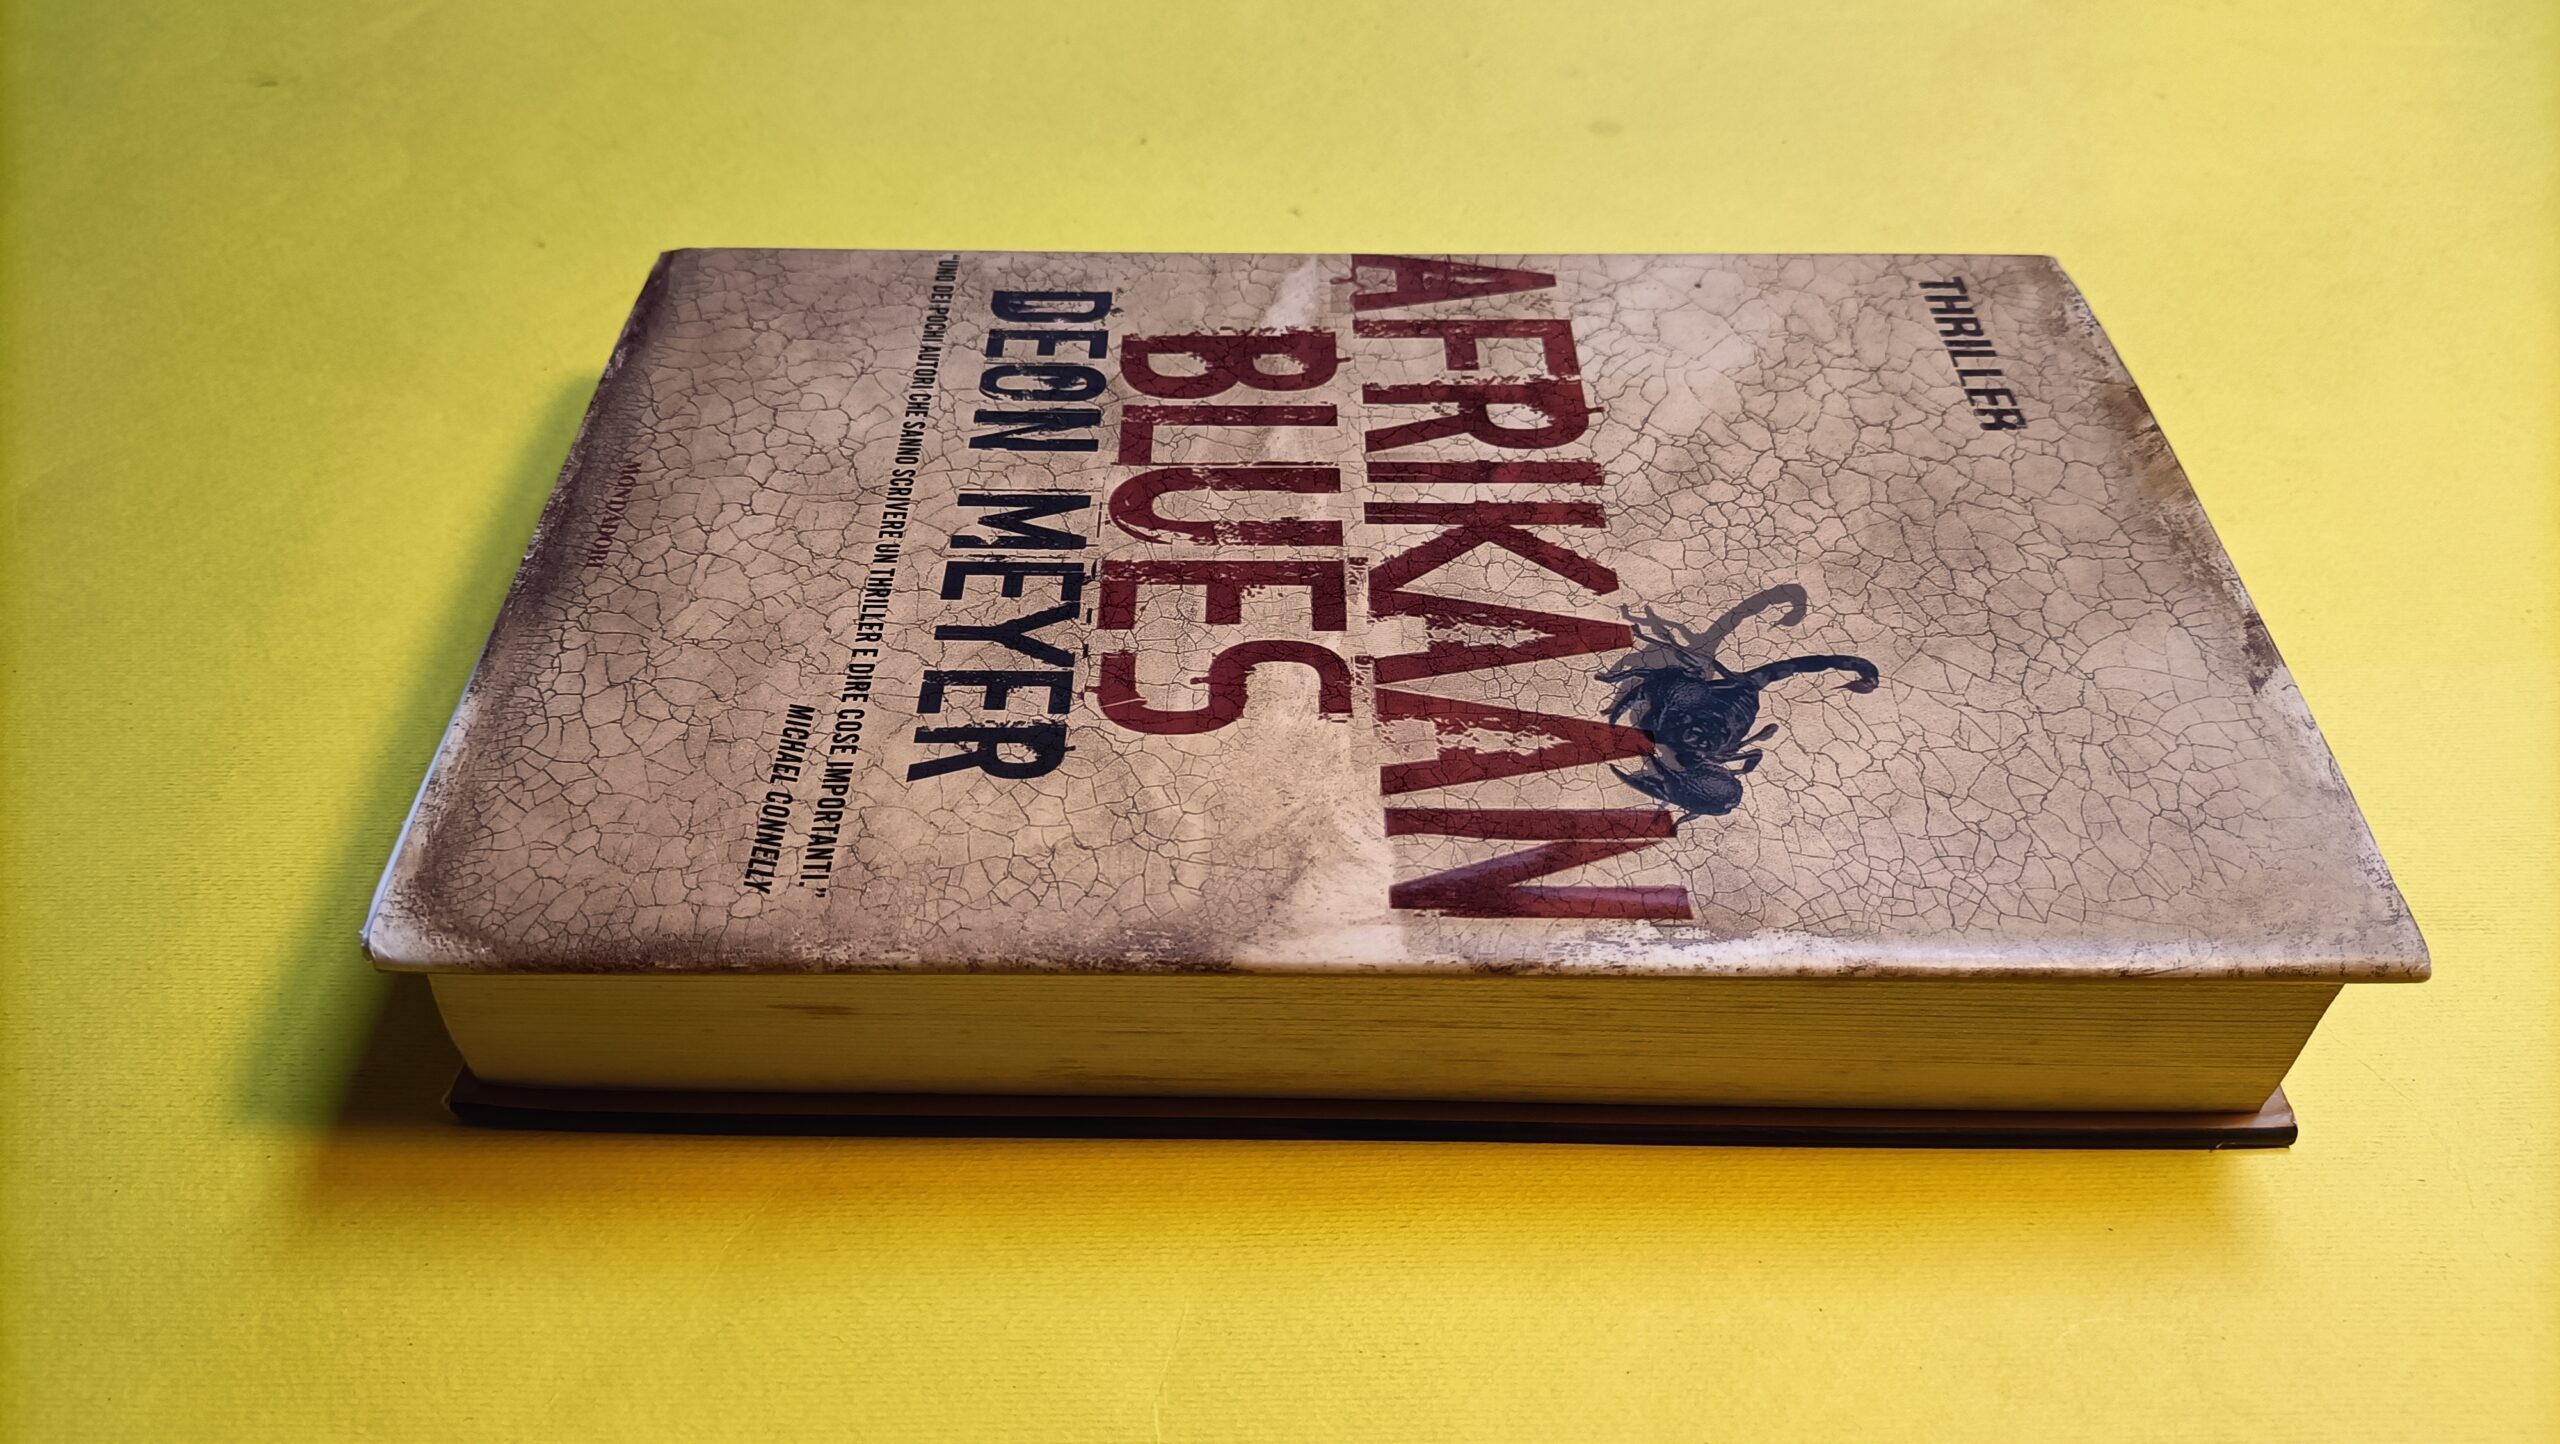 THRILLER
AFRIKAAN
BLUES
DEON MEYER
"UNO DEI POCHI AUTORI CHE SANNO SCRIVERE UN THRILLER E DIRE COSE IMPORTANTI."
MICHAEL CONNELLY
MONDADORI